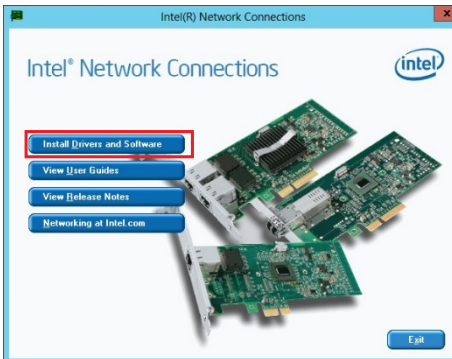 Intel(R) Network Connections
x
Intel® Network Connections
intel
Install Drivers and Software
View User Guides
View Release Notes
Networking at Intel.com
Exit